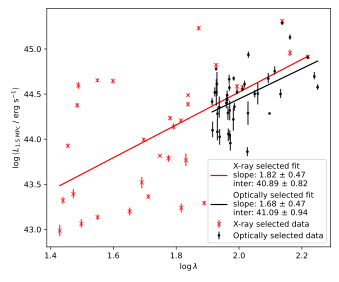 45.0
44.5
44.0
43.5
43.0
log (L1.5 MPc / erg s⁻¹)
X-ray selected fit
slope: 1.82 ± 0.47
inter: 40.89 ± 0.82
Optically selected fit
slope: 1.68 ± 0.47
inter: 41.09 ± 0.94
X-ray selected data
Optically selected data
1.4 1.6 1.8 2.0 2.2
log λ